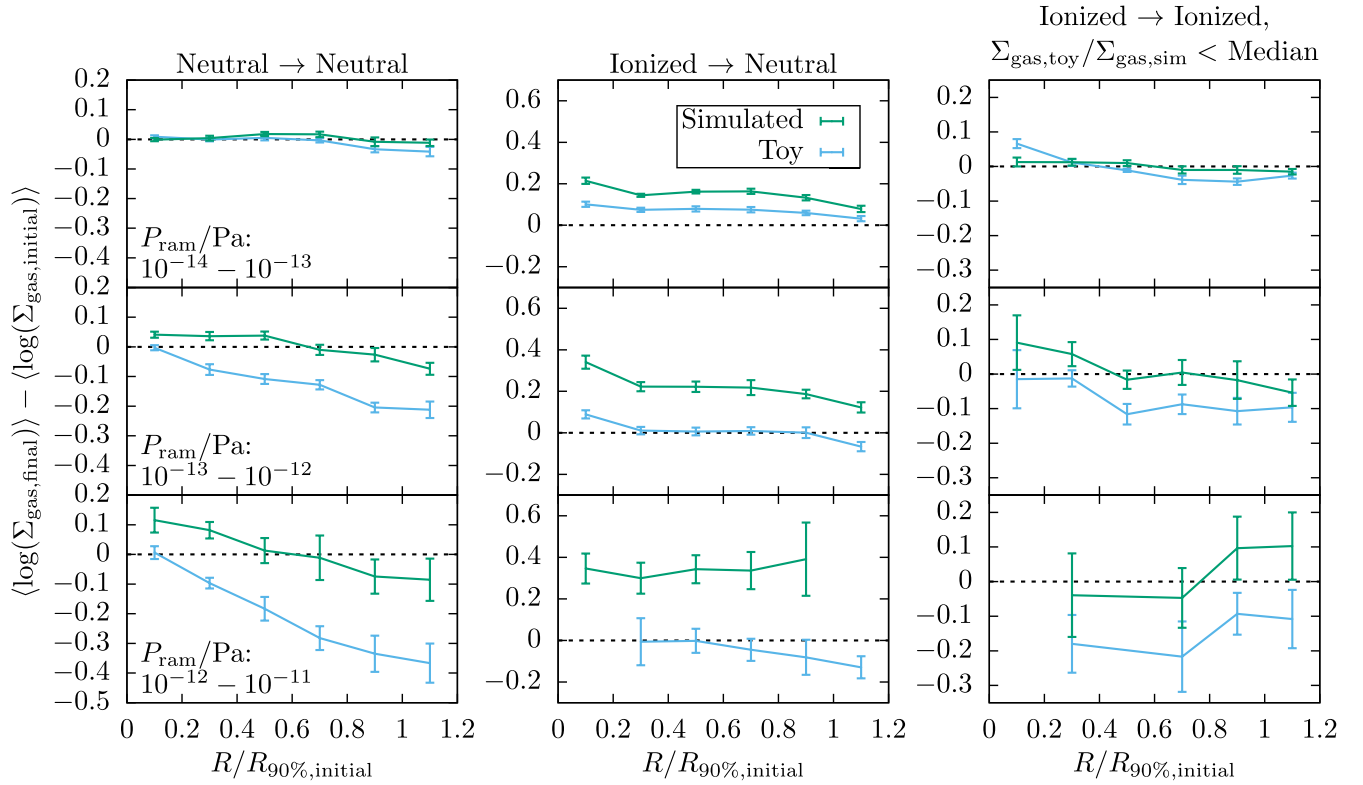 Neutral → Neutral
Ionized → Neutral
Ionized → Ionized,
Σgas,toy/Σgas,sim < Median
⟨log(Σgas,final)⟩ − ⟨log(Σgas,initial)⟩
0.2
0.1
0
−0.1
−0.2
−0.3
−0.4
Pram/Pa:
10−14 − 10−13
0.6
0.4
0.2
0
−0.2
Simulated
Toy
0.2
0.1
0
−0.1
−0.2
−0.3
0.2
0.1
0
−0.1
−0.2
−0.3
−0.4
Pram/Pa:
10−13 − 10−12
0.6
0.4
0.2
0
−0.2
0.2
0.1
0
−0.1
−0.2
−0.3
0.2
0.1
0
−0.1
−0.2
−0.3
−0.4
−0.5
Pram/Pa:
10−12 − 10−11
0.6
0.4
0.2
0
−0.2
0.2
0.1
0
−0.1
−0.2
−0.3
0 0.2 0.4 0.6 0.8 1 1.2
0 0.2 0.4 0.6 0.8 1 1.2
0 0.2 0.4 0.6 0.8 1 1.2
R/R90%,initial
R/R90%,initial
R/R90%,initial